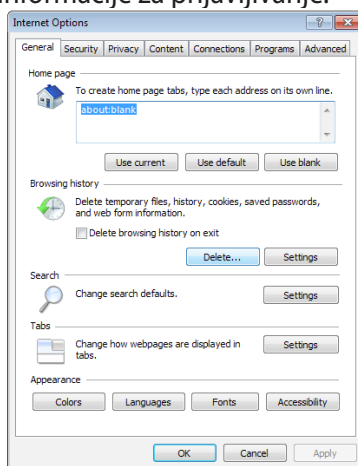 informacije za prijavljivanje.
Internet Options
General Security Privacy Content Connections Programs Advanced
Home page
To create home page tabs, type each address on its own line.
about:blank
Use current Use default Use blank
Browsing history
Delete temporary files, history, cookies, saved passwords,
and web form information.
Delete browsing history on exit
Delete... Settings
Search
Change search defaults.
Settings
Tabs
Change how webpages are displayed in
tabs.
Settings
Appearance
Colors Languages Fonts Accessibility
OK Cancel Apply